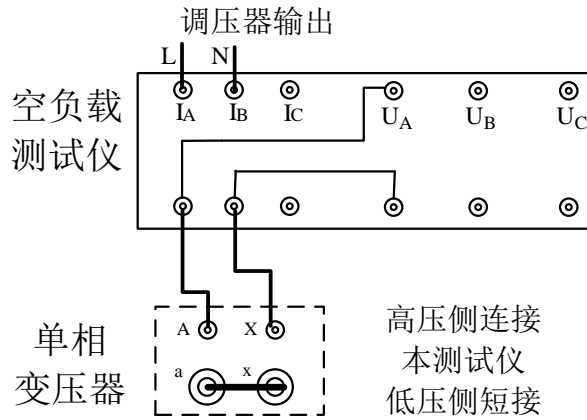 调压器输出
L N
空负载
测试仪
IA IB IC UA UB UC
单相
变压器
A X
a x
高压侧连接
本测试仪
低压侧短接